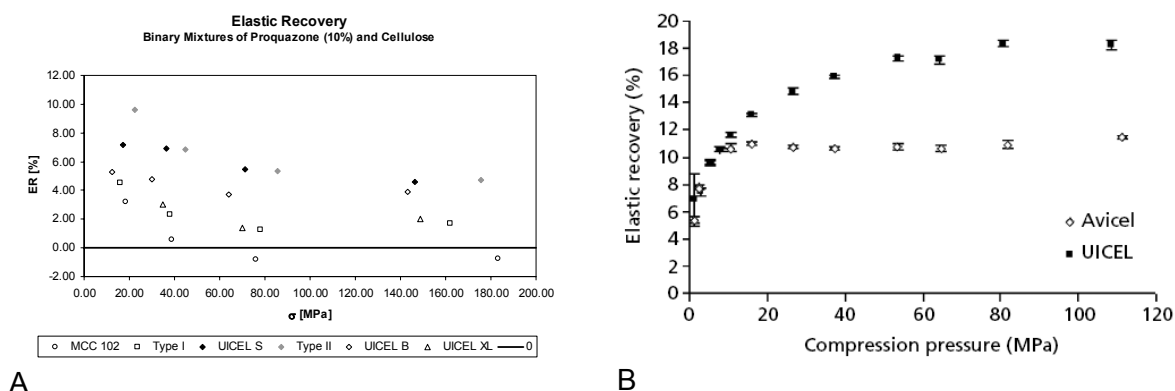 Elastic Recovery
Binary Mixtures of Proquazone (10%) and Cellulose
12.00
10.00
8.00
6.00
4.00
2.00
0.00
-2.00
ER [%]
0.00 20.00 40.00 60.00 80.00 100.00 120.00 140.00 160.00 180.00 200.00
σ [MPa]
MCC 102 Type I UICEL S Type II UICEL B UICEL XL 0
A
B
20
18
16
14
12
10
8
6
4
2
0
Elastic recovery (%)
Avicel
UICEL
0 20 40 60 80 100 120
Compression pressure (MPa)